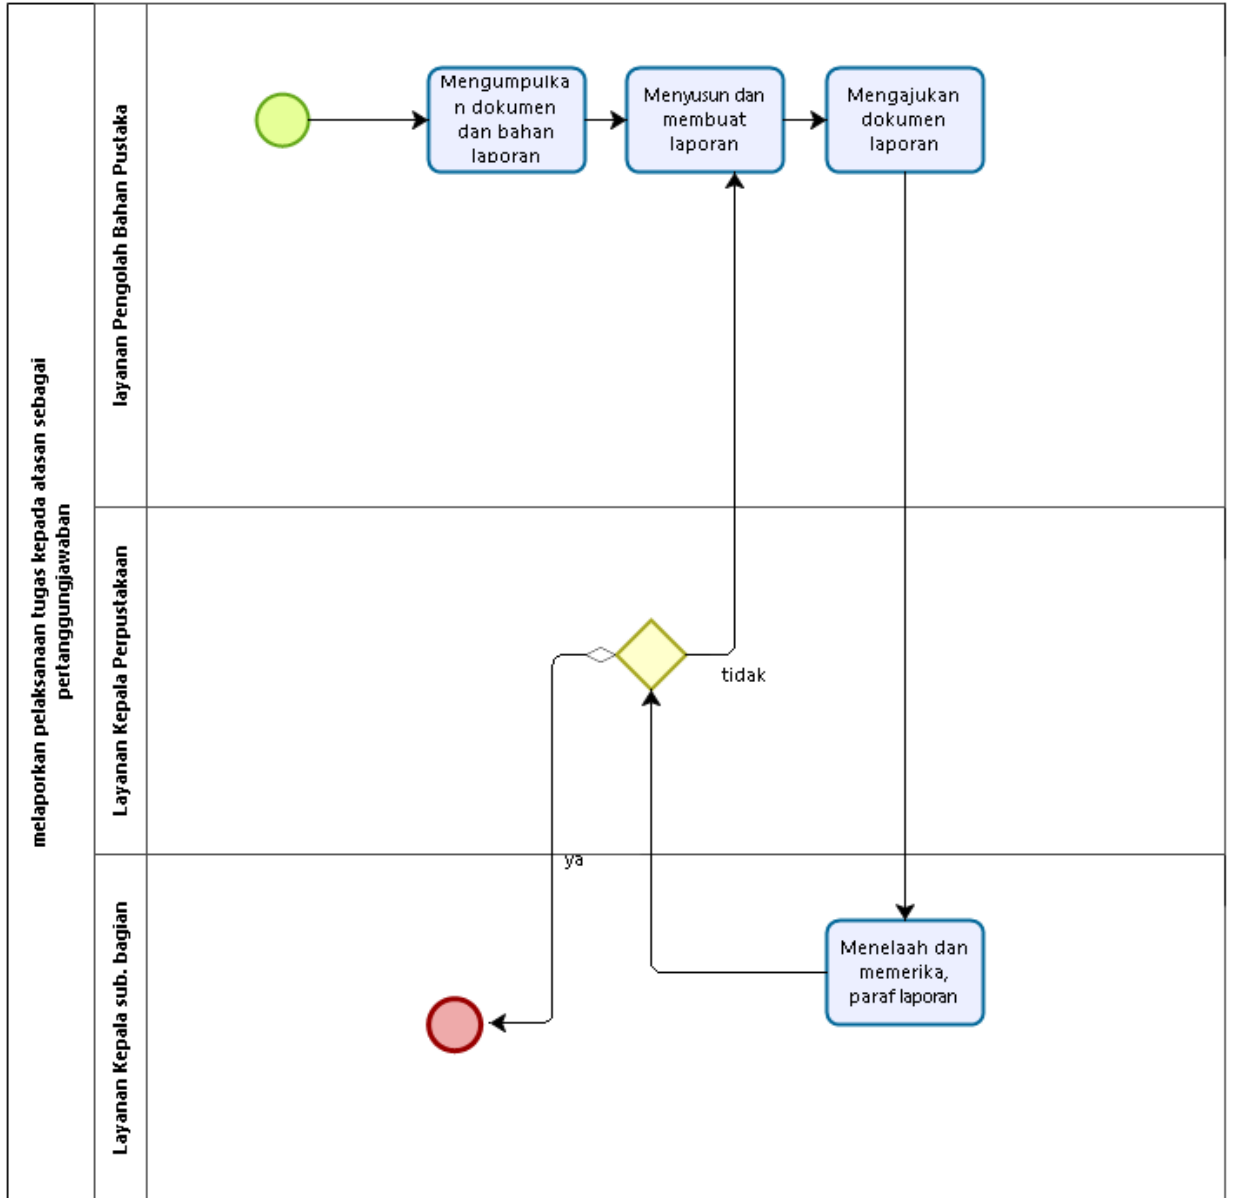 melaporkan pelaksanaan tugas kepada atasan sebagai
pertanggungjawaban
layanan Pengolah Bahan Pustaka
Mengumpulka
n dokumen
dan bahan
laporan
Menyusun dan
membuat
laporan
Mengajukan
dokumen
laporan
Layanan Kepala Perpustakaan
tidak
ya
Layanan Kepala sub. bagian
Menelaah dan
memerika,
paraf laporan